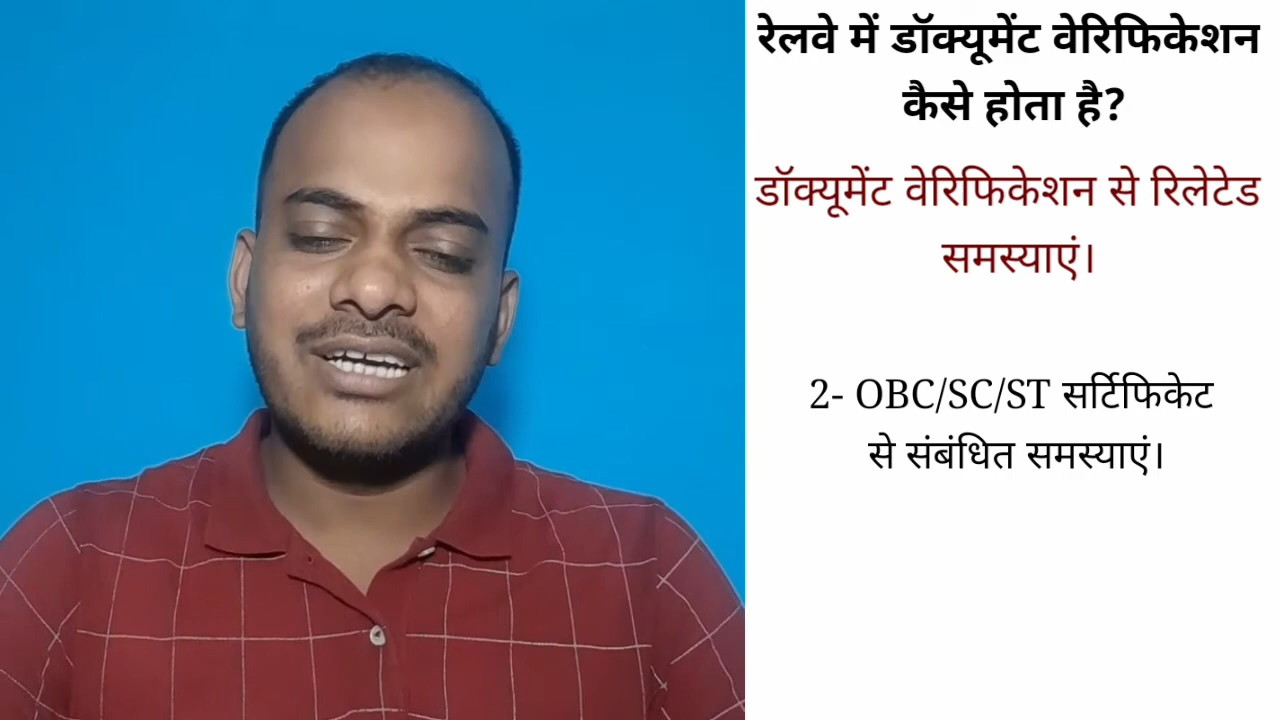 रेलवे में डॉक्यूमेंट वेरिफिकेशन
कैसे होता है?
डॉक्यूमेंट वेरिफिकेशन से रिलेटेड
समस्याएं।
2- OBC/SC/ST सर्टिफिकेट
से संबंधित समस्याएं।